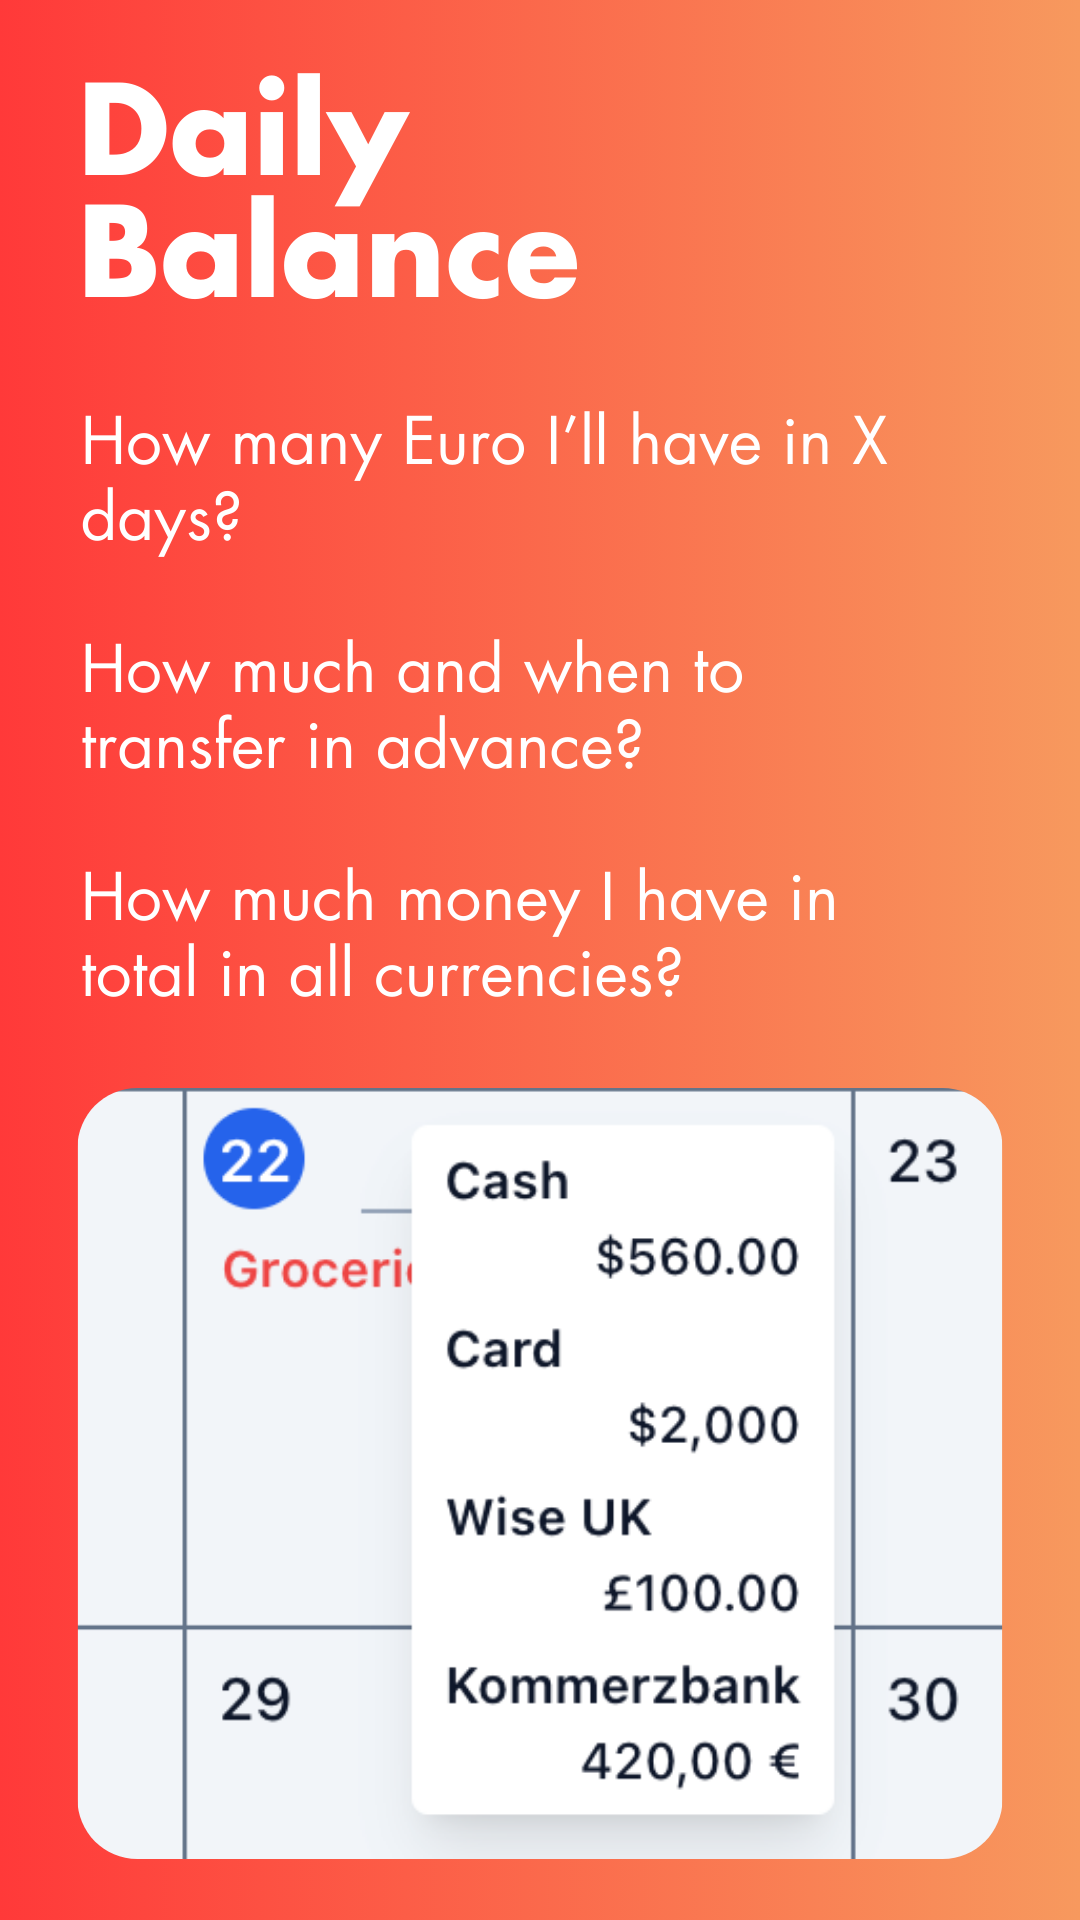 Daily
Balance
How many Euro I’ll have in X
days?
How much and when to
transfer in advance?
How much money I have in
total in all currencies?
22
23
Cash
$560.00
Card
$2,000
Wise UK
£100.00
Kommerzbank
420,00 €
29
30